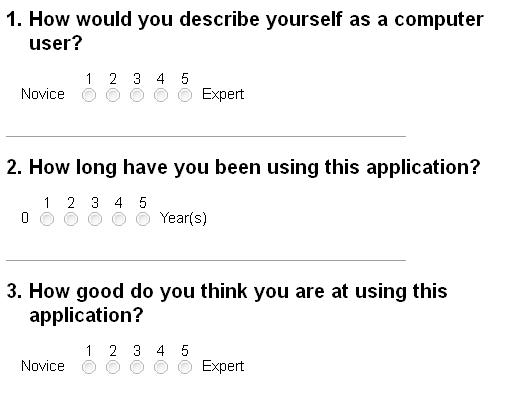 1. How would you describe yourself as a computer
user?
1 2 3 4 5
Novice Expert
2. How long have you been using this application?
1 2 3 4 5
0 Year(s)
3. How good do you think you are at using this
application?
1 2 3 4 5
Novice Expert